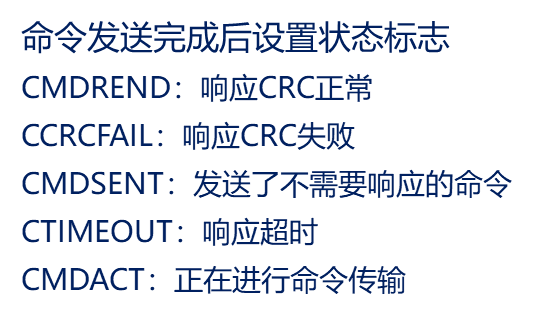 命令发送完成后设置状态标志
CMDREND：响应CRC正常
CCRCFAIL：响应CRC失败
CMDSENT：发送了不需要响应的命令
CTIMEOUT：响应超时
CMDACT：正在进行命令传输